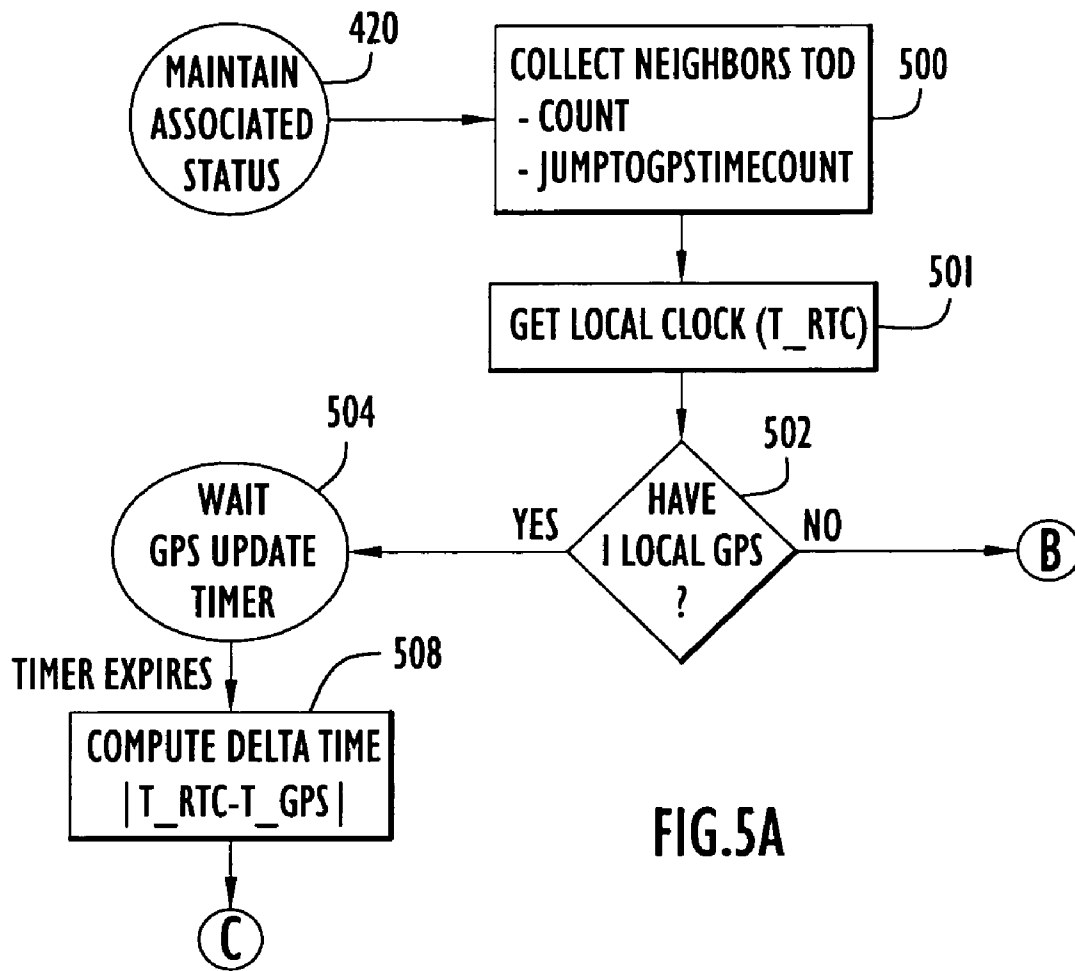 420
MAINTAIN
ASSOCIATED
STATUS
COLLECT NEIGHBORS TOD
- COUNT
- JUMPTOGPSTIMECOUNT
500
GET LOCAL CLOCK (T_RTC)
501
HAVE
I LOCAL GPS
?
502
YES
NO
B
504
WAIT
GPS UPDATE
TIMER
TIMER EXPIRES
508
COMPUTE DELTA TIME
|T_RTC-T_GPS|
C
FIG.5A